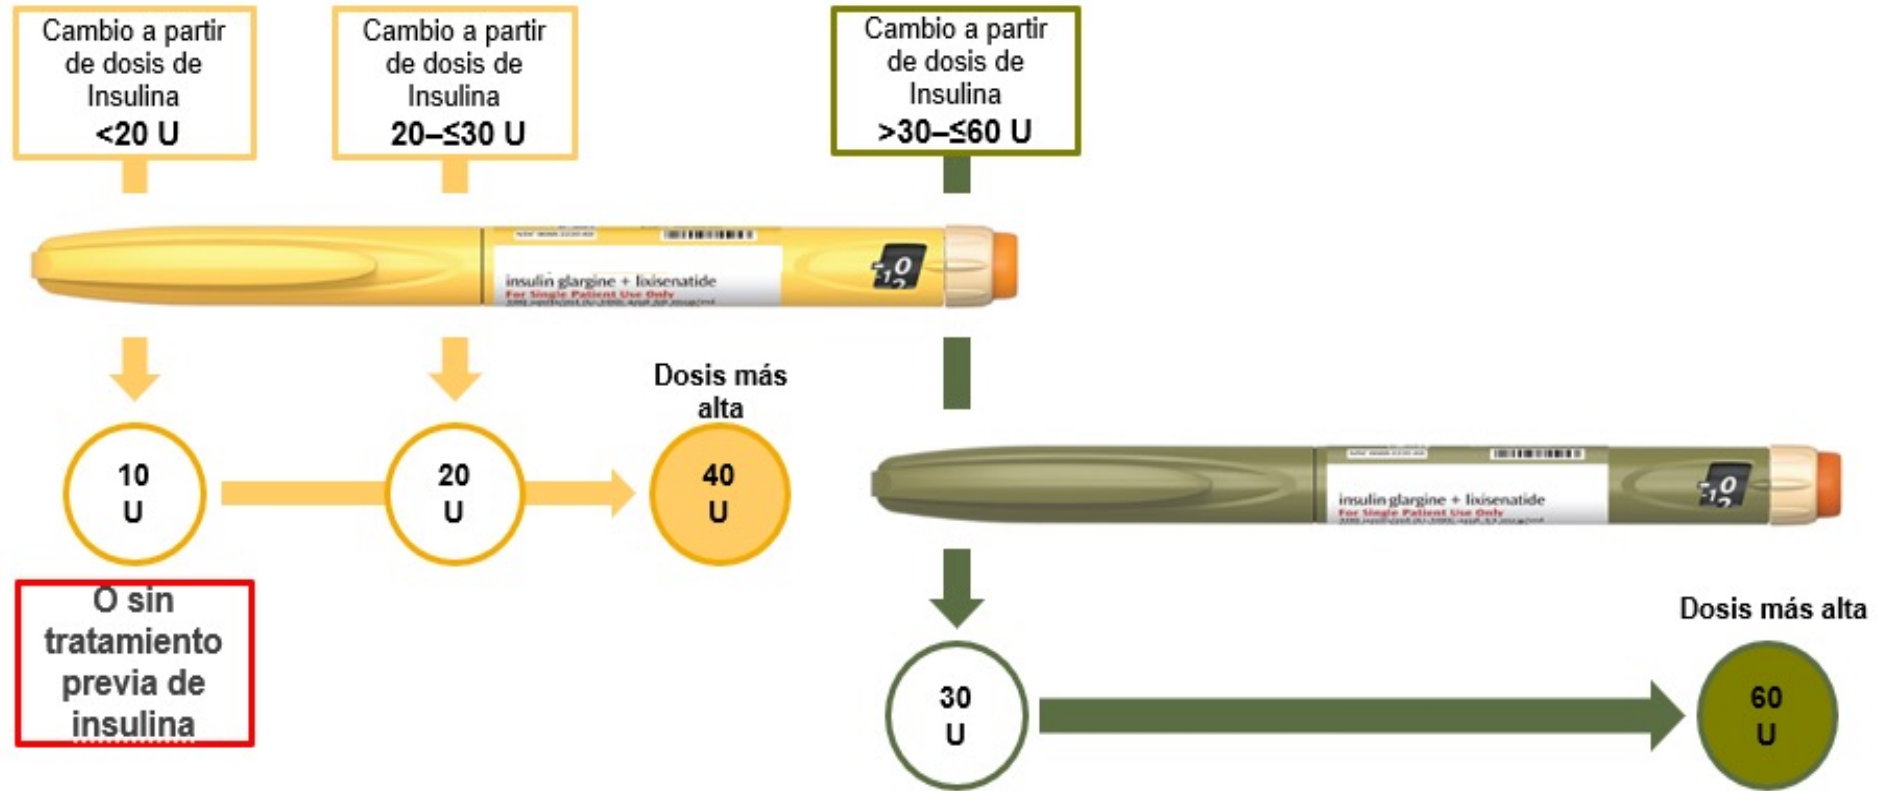 Cambio a partir
de dosis de
Insulina
<20 U
Cambio a partir
de dosis de
Insulina
20–≤30 U
Cambio a partir
de dosis de
Insulina
>30–≤60 U
insulin glargine + lixisenatide
For Single Patient Use Only
0
Dosis más
alta
10
U
20
U
40
U
insulin glargine + lixisenatide
For Single Patient Use Only
0
O sin
tratamiento
previa de
insulina
Dosis más alta
30
U
60
U